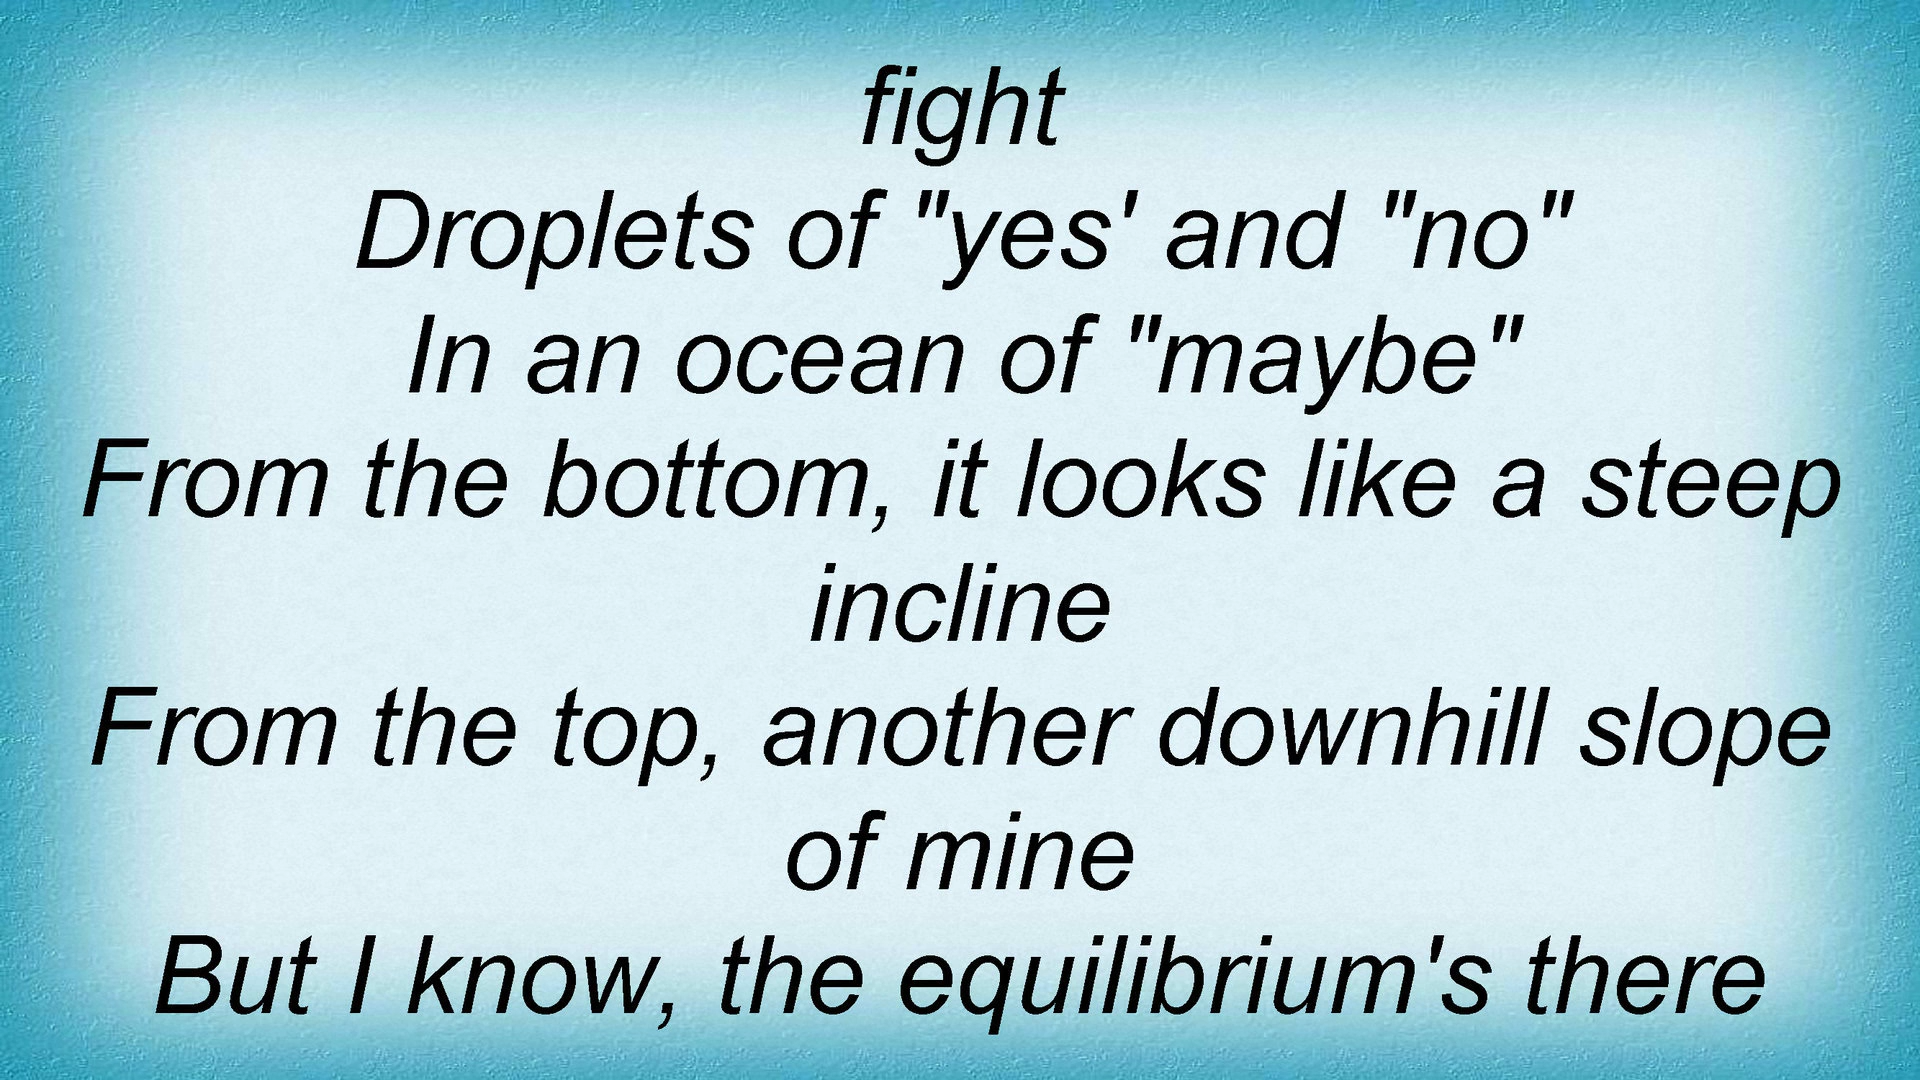 fight
Droplets of "yes' and "no"
In an ocean of "maybe"
From the bottom, it looks like a steep
incline
From the top, another downhill slope
of mine
But I know, the equilibrium's there